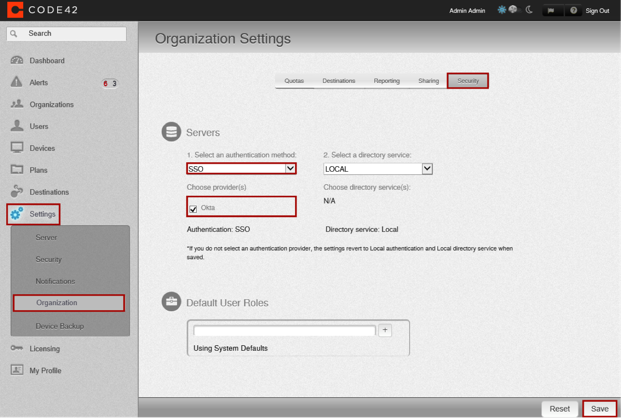 CODE42
Admin Admin
Sign Out
Search
Organization Settings
Quotas Destinations Reporting Sharing Security
Dashboard
Alerts 6 3
Organizations
Users
Devices
Plans
Destinations
Settings
Server
Security
Notifications
Organization
Device Backup
Licensing
My Profile
Servers
1. Select an authentication method: 2. Select a directory service:
SSO LOCAL
Choose provider(s) Choose directory service(s):
Okta N/A
Authentication: SSO Directory service: Local
*If you do not select an authentication provider, the settings revert to Local authentication and Local directory service when
saved.
Default User Roles
+
Using System Defaults
Reset Save